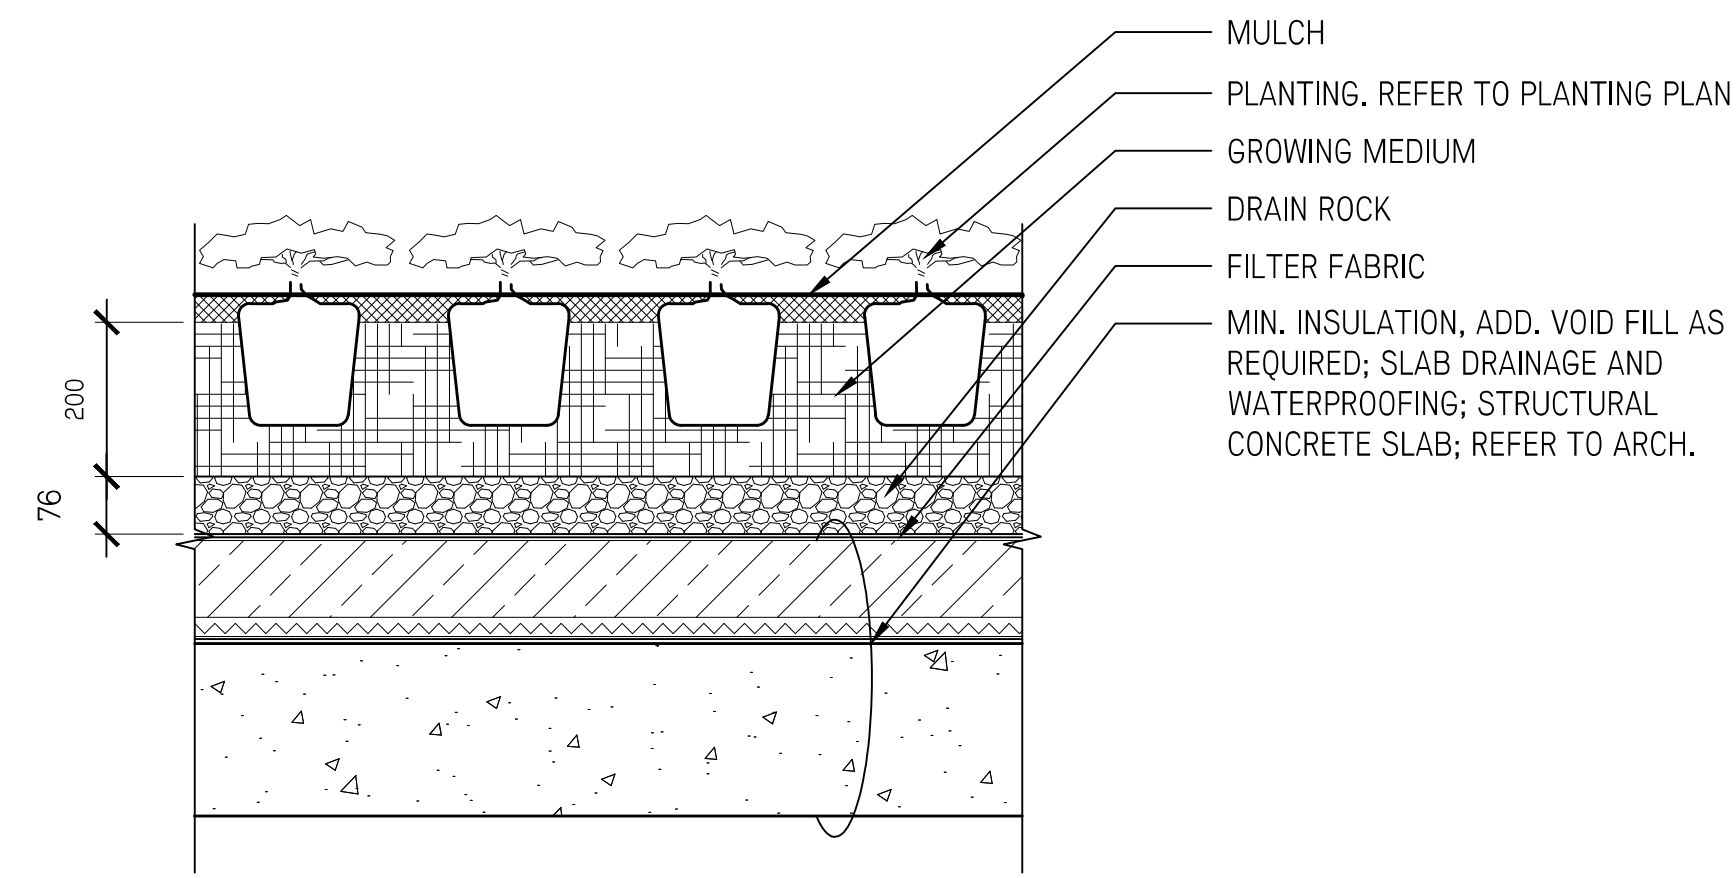 MULCH
PLANTING. REFER TO PLANTING PLAN
GROWING MEDIUM
DRAIN ROCK
FILTER FABRIC
MIN. INSULATION, ADD. VOID FILL AS
REQUIRED; SLAB DRAINAGE AND
WATERPROOFING; STRUCTURAL
CONCRETE SLAB; REFER TO ARCH.
200
76